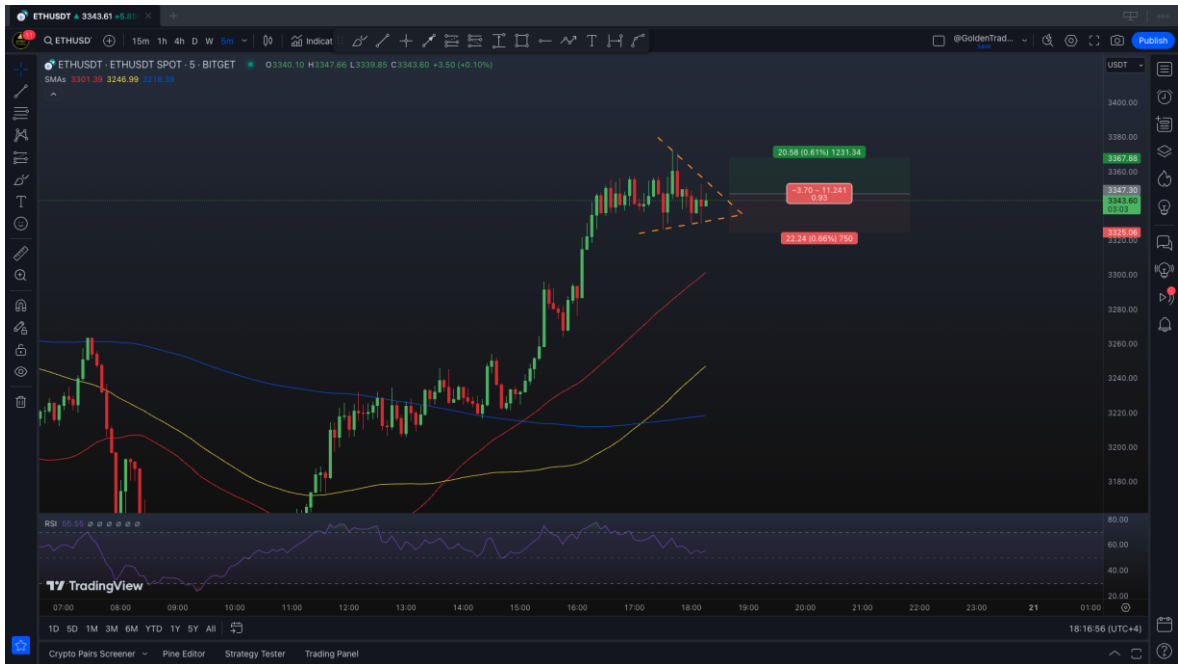 ETHUSDT ▲ 3343.61 +5.8
11
ETHUSD
15m 1h 4h D W 5m
Indicat
@GoldenTrad...
Save
Publish
ETHUSDT · ETHUSDT SPOT · 5 · BITGET
O3340.10 H3347.66 L3339.85 C3343.60 +3.50 (+0.10%)
USDT
SMAs 3301.39 3246.99 3218.38
3400.00
3380.00
20.58 (0.61%) 1231.34
3367.88
3360.00
−3.70 ~ 11.241
0.93
3347.30
3343.60
03:03
22.24 (0.66%) 750
3325.06
3320.00
3300.00
3280.00
3260.00
3240.00
3220.00
3200.00
3180.00
RSI 55.55 ø ø ø ø ø ø
80.00
60.00
40.00
20.00
TradingView
07:00 08:00 09:00 10:00 11:00 12:00 13:00 14:00 15:00 16:00 17:00 18:00 19:00 20:00 21:00 22:00 23:00 21 01:00
1D 5D 1M 3M 6M YTD 1Y 5Y All
18:16:56 (UTC+4)
Crypto Pairs Screener Pine Editor Strategy Tester Trading Panel